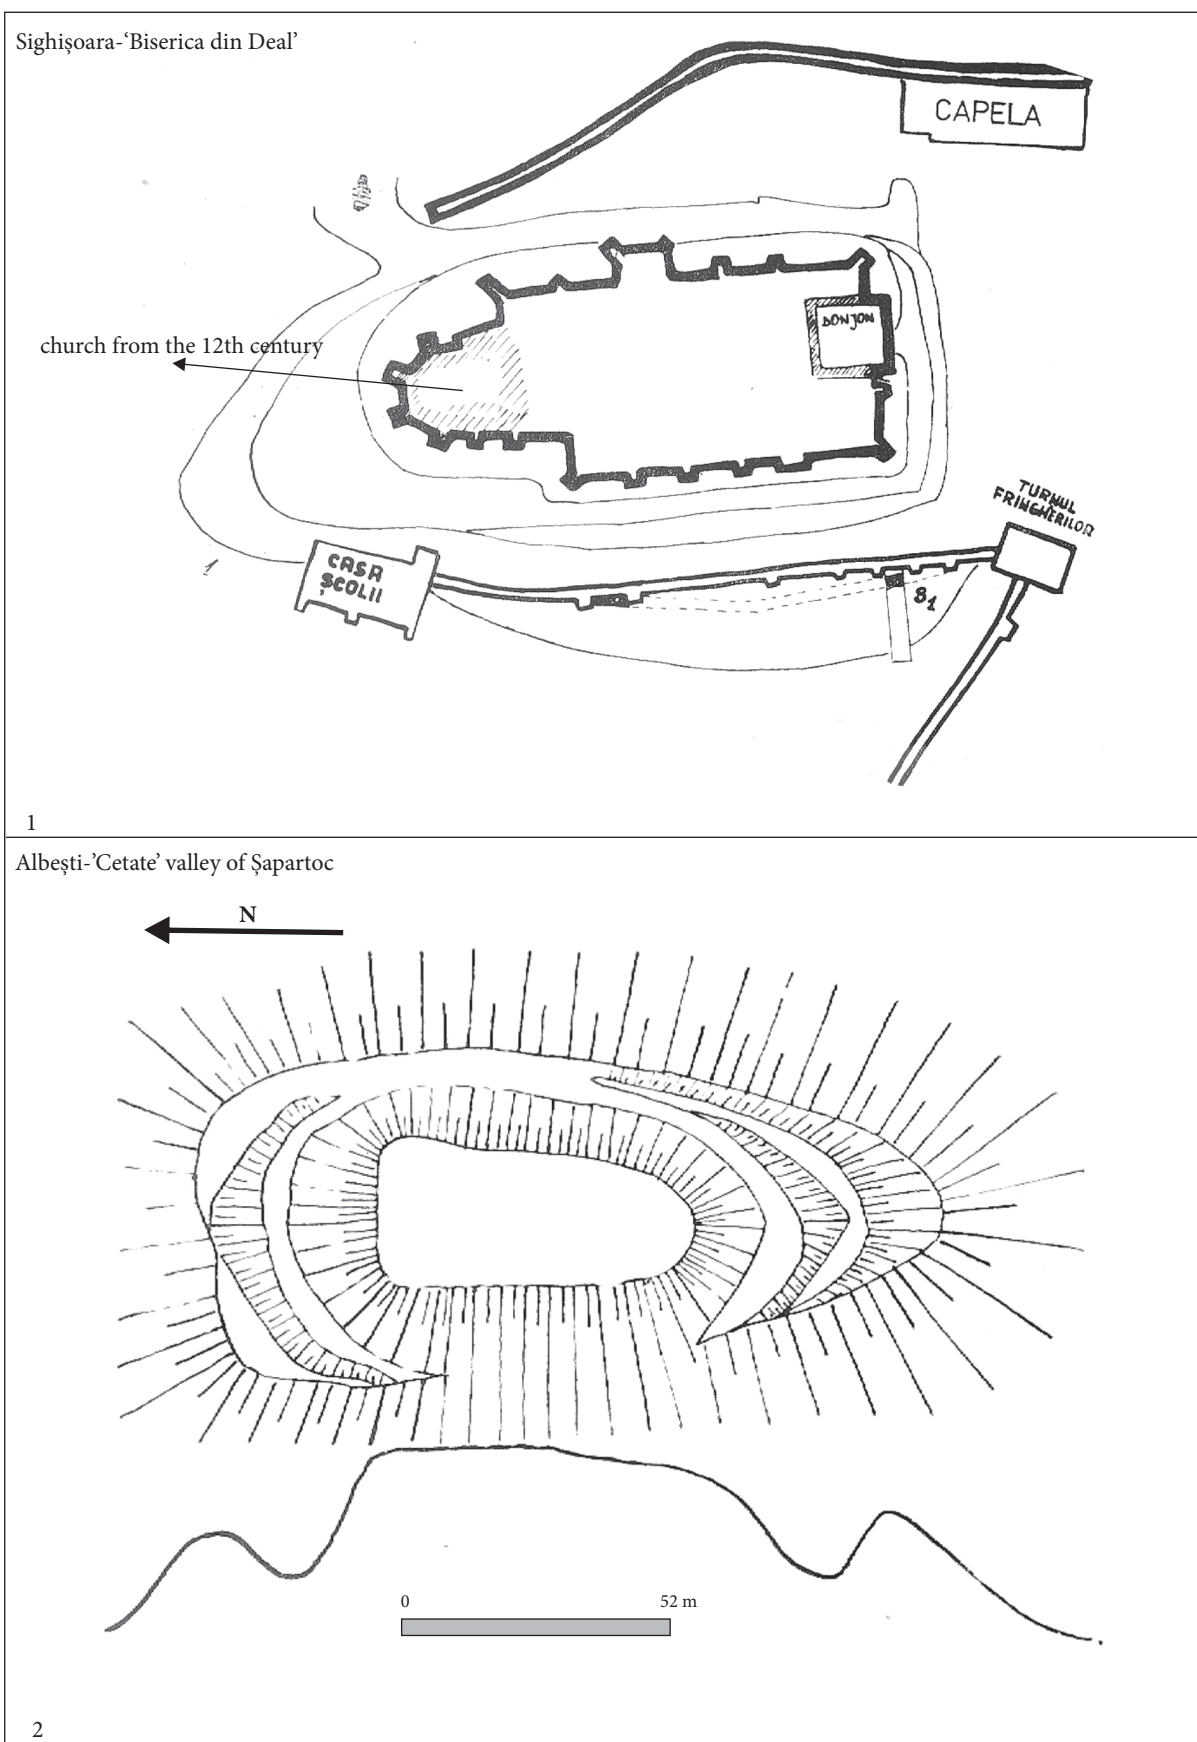 Sighișoara-‘Biserica din Deal’
CAPELA
DONJON
church from the 12th century
TURNUL
FRINGHERILOR
CASA
ȘCOLII
S1
1
1
Albești-’Cetate’ valley of Șapartoc
N
0 52 m
2